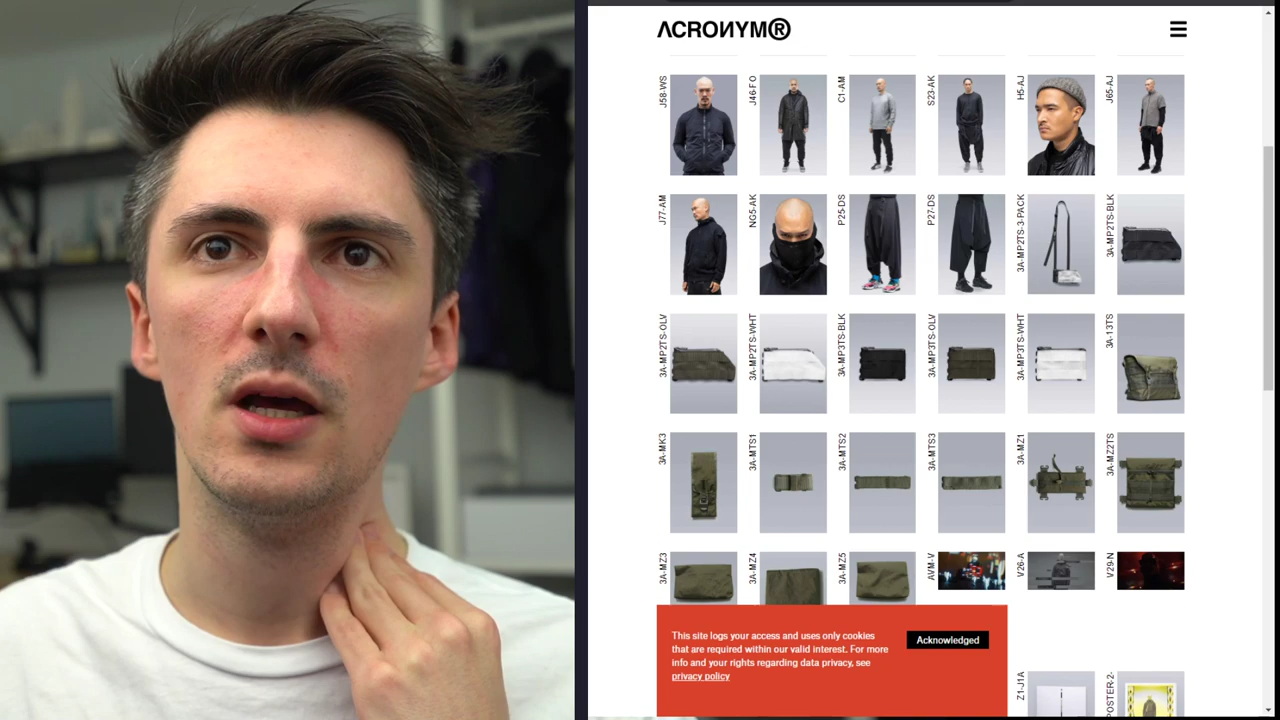 ACRONYM®
J58-WS
J46-FO
C1-AM
S23-AK
H5-AJ
J65-AJ
J77-AM
NG5-AK
P25-DS
P27-DS
3A-MP2TS-3-PACK
3A-MP2TS-BLK
3A-MP2TS-OLV
3A-MP2TS-WHT
3A-MP3TS-BLK
3A-MP3TS-OLV
3A-MP3TS-WHT
3A-13TS
3A-MK3
3A-MTS1
3A-MTS2
3A-MTS3
3A-MZ1
3A-MZ2TS
3A-MZ3
3A-MZ4
3A-MZ5
AVM-V
V26-A
V29-N
This site logs your access and uses only cookies
that are required within our valid interest. For more
info and your rights regarding data privacy, see
privacy policy
Acknowledged
Z1-J1A
POSTER-2-